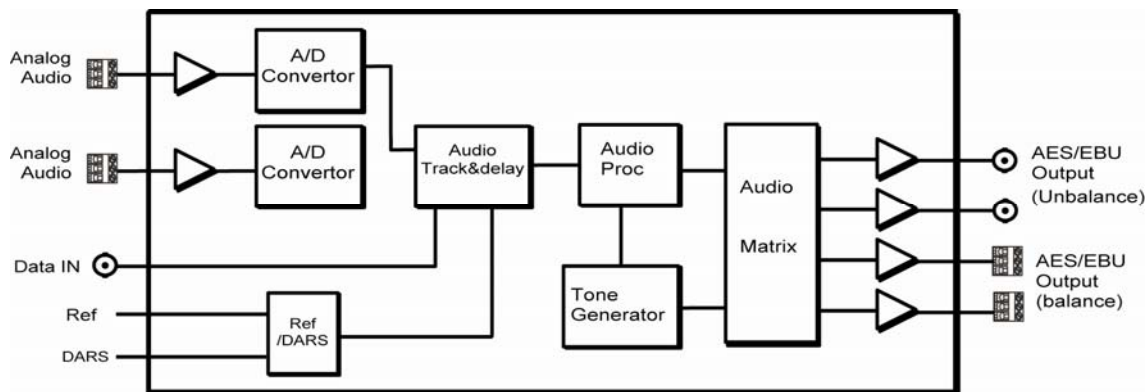 Analog
Audio
A/D
Convertor
Analog
Audio
A/D
Convertor
Data IN
Ref
DARS
Ref
/DARS
Audio
Track&delay
Audio
Proc
Tone
Generator
Audio
Matrix
AES/EBU
Output
(Unbalance)
AES/EBU
Output
(balance)